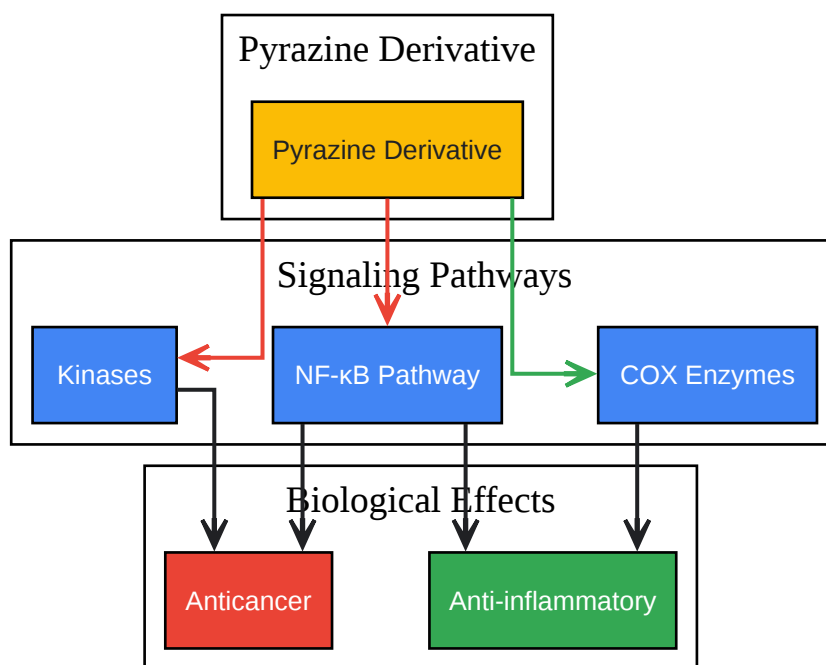 Pyrazine Derivative
Pyrazine Derivative
Signaling Pathways
Kinases
NF-κB Pathway
COX Enzymes
Biological Effects
Anticancer
Anti-inflammatory